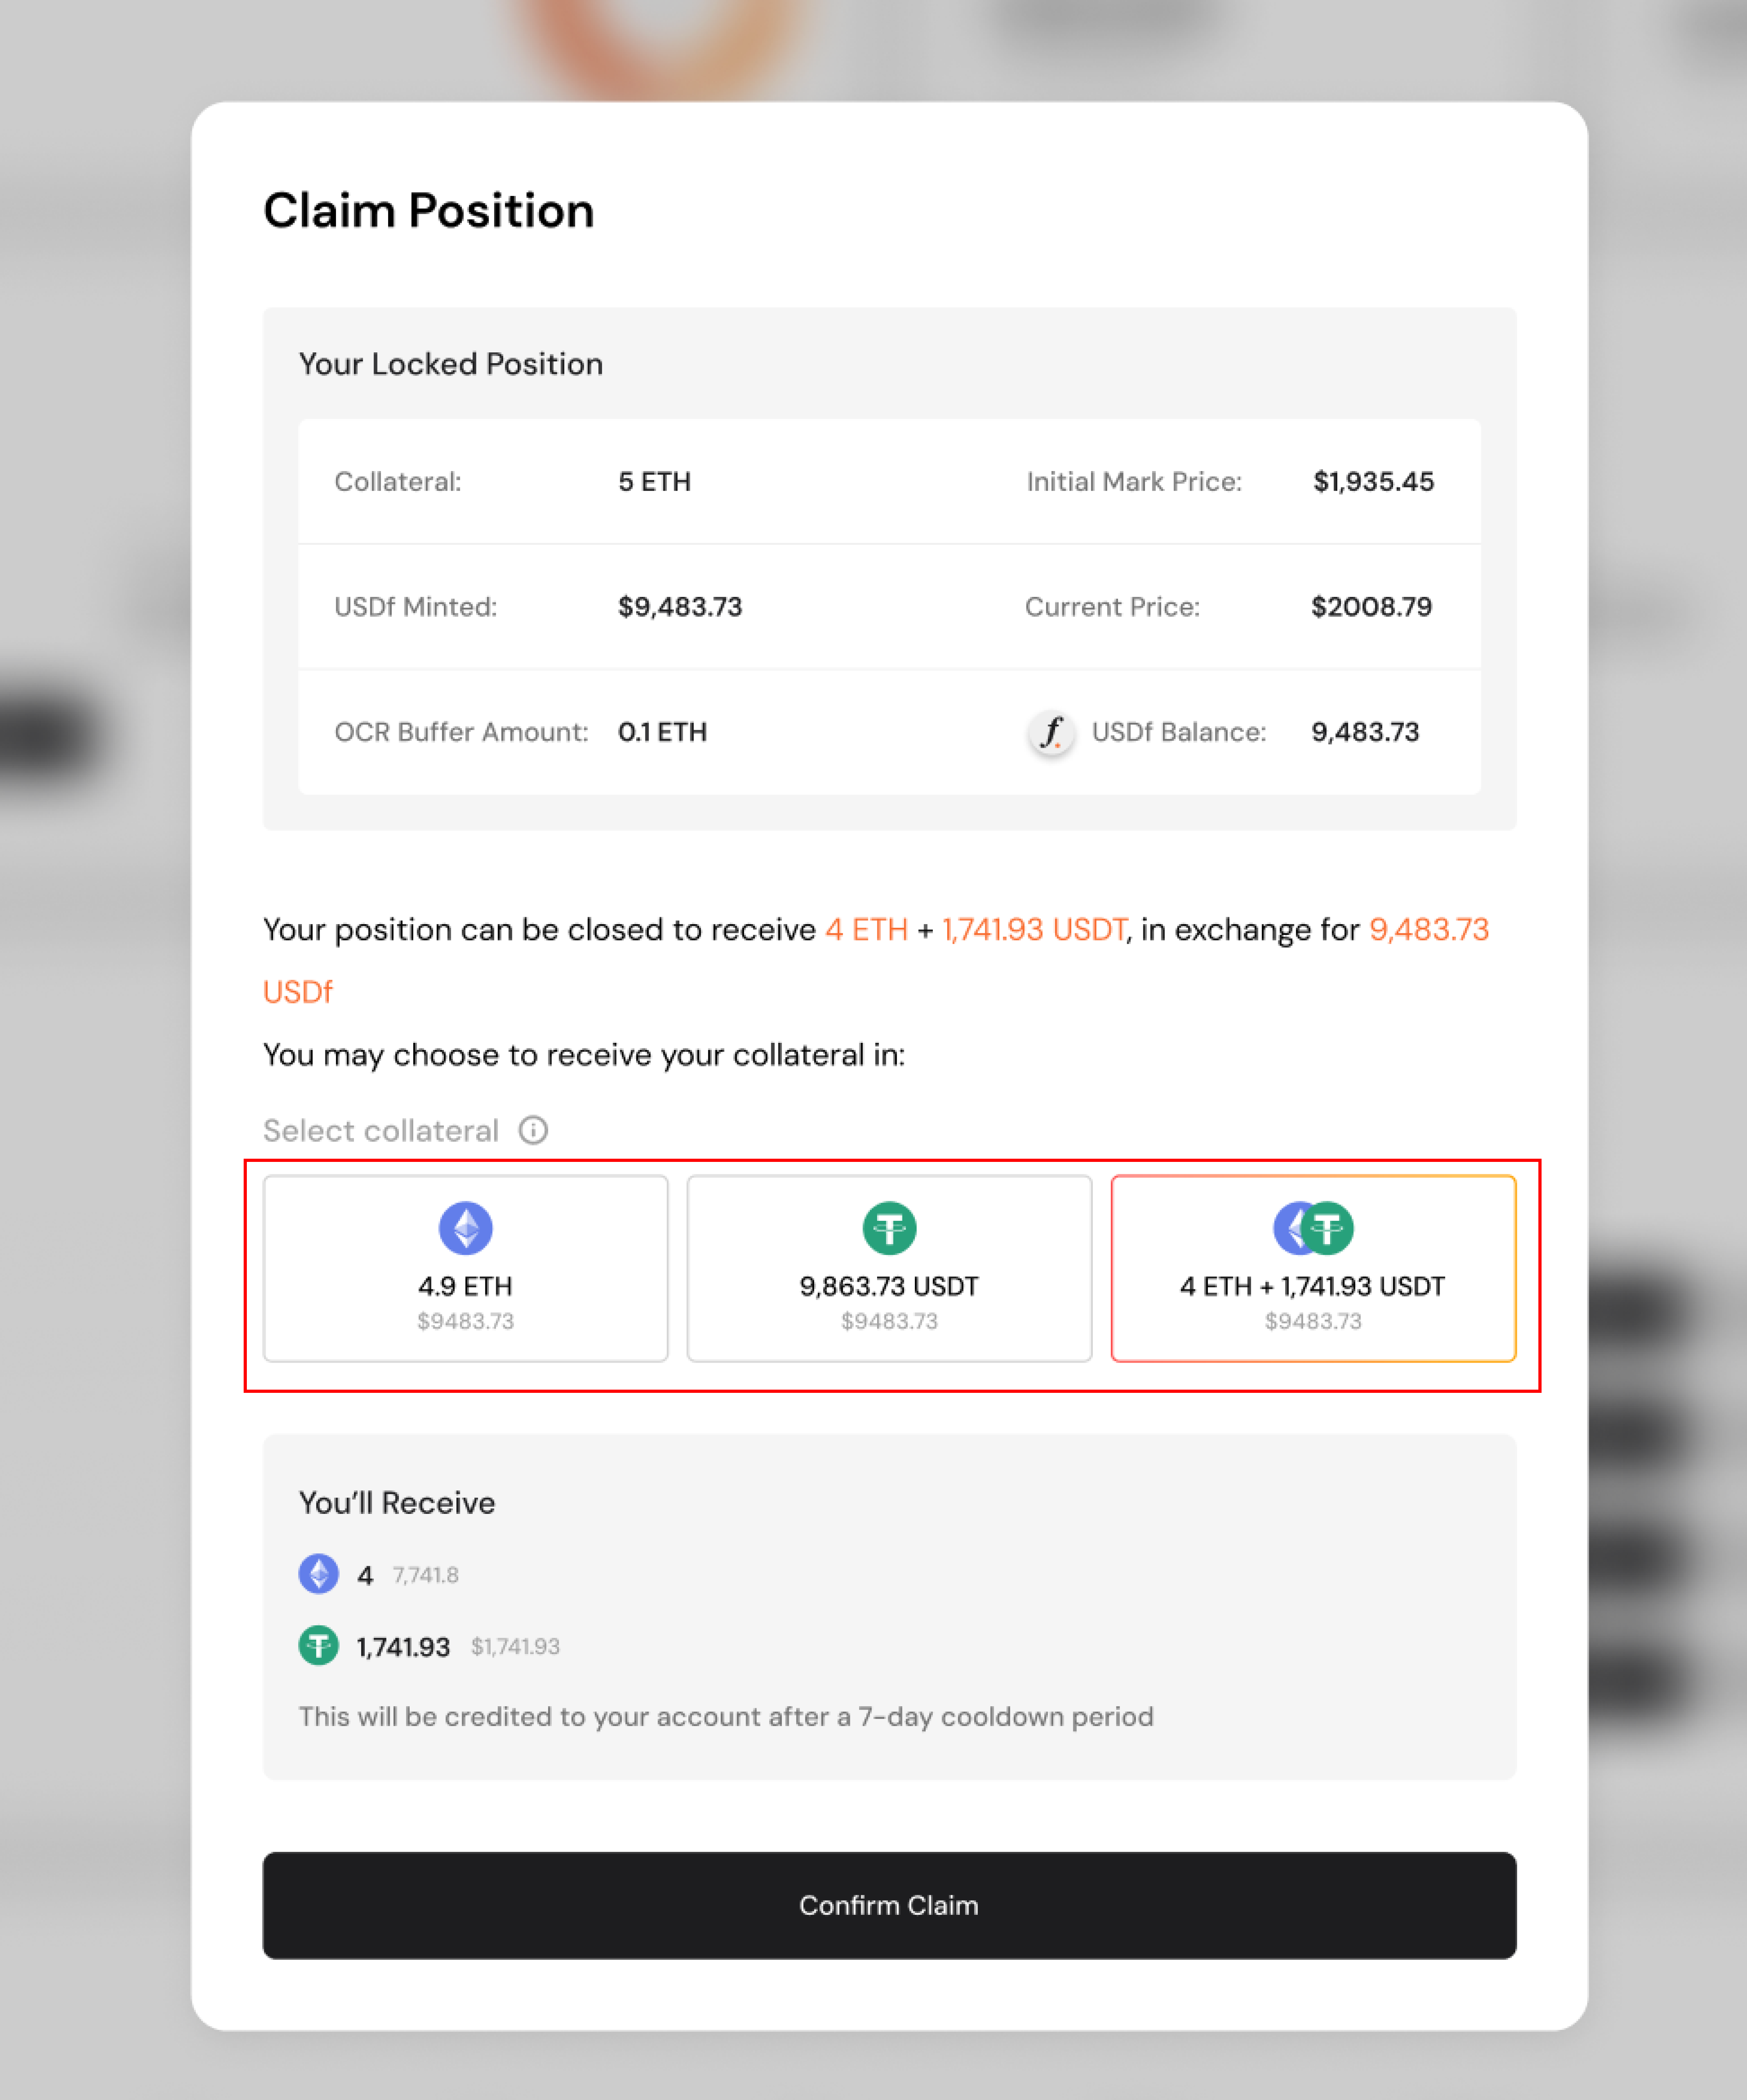 Claim Position
Your Locked Position
Collateral: 5 ETH Initial Mark Price: $1,935.45
USDf Minted: $9,483.73 Current Price: $2008.79
OCR Buffer Amount: 0.1 ETH f. USDf Balance: 9,483.73
Your position can be closed to receive 4 ETH + 1,741.93 USDT, in exchange for 9,483.73
USDf
You may choose to receive your collateral in:
Select collateral
4.9 ETH
$9483.73
9,863.73 USDT
$9483.73
4 ETH + 1,741.93 USDT
$9483.73
You’ll Receive
4 7,741.8
1,741.93 $1,741.93
This will be credited to your account after a 7-day cooldown period
Confirm Claim